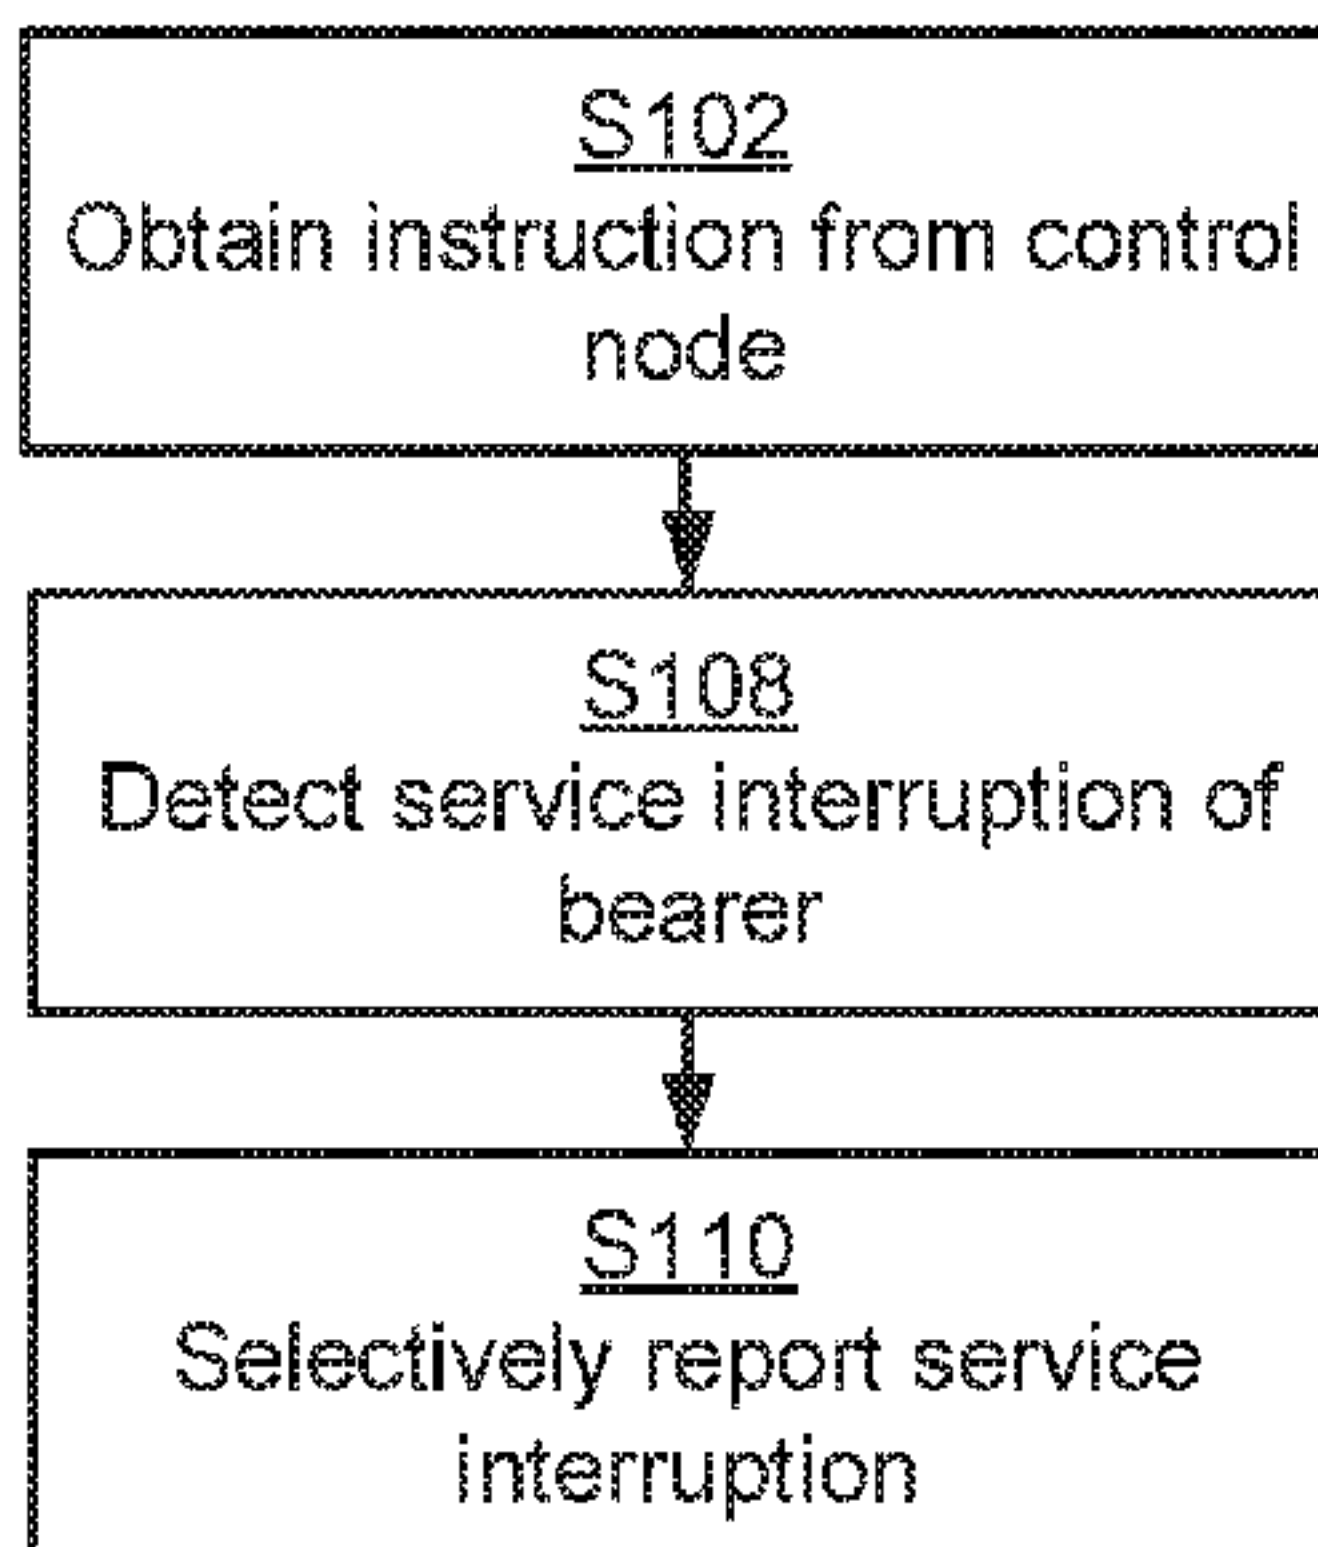 S102
Obtain instruction from control
node
S108
Detect service interruption of
bearer
S110
Selectively report service
interruption